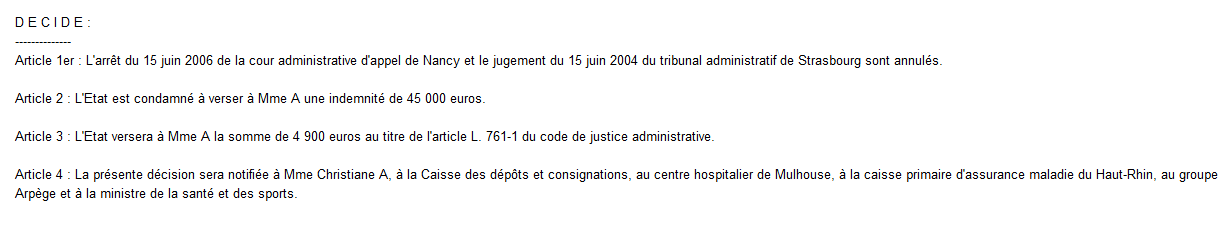 D E C I D E :
--------------
Article 1er : L'arrêt du 15 juin 2006 de la cour administrative d'appel de Nancy et le jugement du 15 juin 2004 du tribunal administratif de Strasbourg sont annulés.
Article 2 : L'Etat est condamné à verser à Mme A une indemnité de 45 000 euros.
Article 3 : L'Etat versera à Mme A la somme de 4 900 euros au titre de l'article L. 761-1 du code de justice administrative.
Article 4 : La présente décision sera notifiée à Mme Christiane A, à la Caisse des dépôts et consignations, au centre hospitalier de Mulhouse, à la caisse primaire d'assurance maladie du Haut-Rhin, au groupe
Arpège et à la ministre de la santé et des sports.